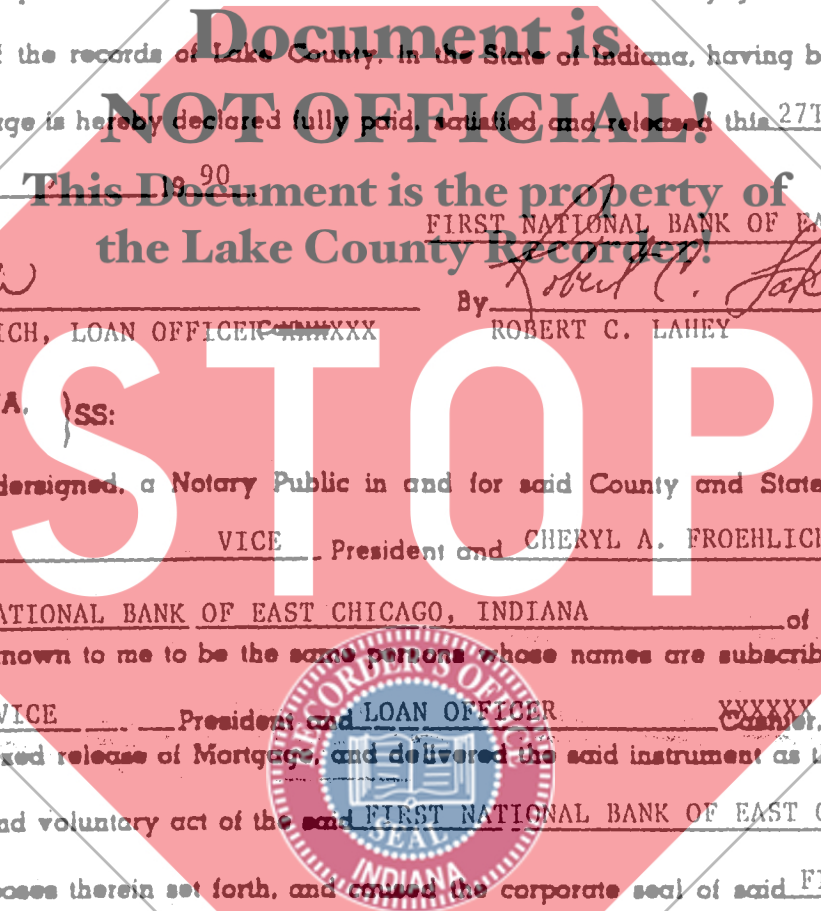 Document is
f the records of Lake County, in the State of Indiana, having b
NOT OFFICIAL!
ge is hereby declared fully paid, satisfied and released this 27T
19 90
This Document is the property of
FIRST NATIONAL BANK OF EA
the Lake County Recorder!
Robert C.
By
ICH, LOAN OFFICER XXX ROBERT C. LAHEY
STOP
A. }SS:
dersigned, a Notary Public in and for said County and State
VICE President and CHERYL A. FROEHLICH
ATIONAL BANK OF EAST CHICAGO, INDIANA of
nown to me to be the same persons whose names are subscrib
RECORDER'S OFFICE
VICE President and LOAN OFFICER XXXXXX Cashier,
xed release of Mortgage, and delivered the said instrument as t
nd voluntary act of the said FIRST NATIONAL BANK OF EAST C
SEAL
INDIANA
oses therein set forth, and caused the corporate seal of said FI